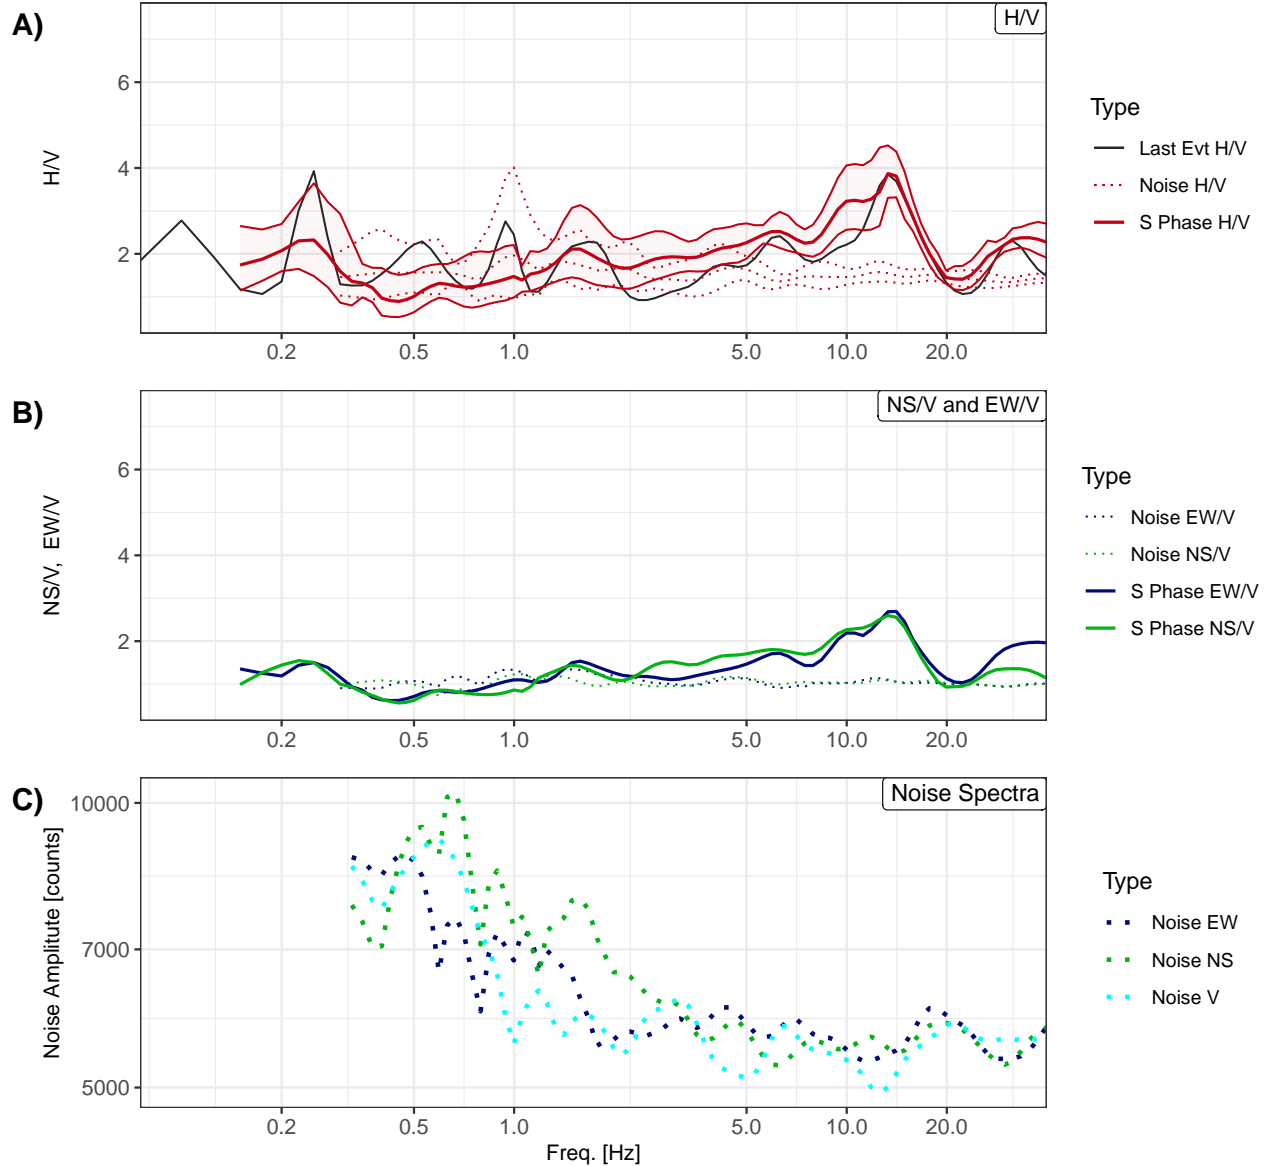 A)
H/V
H/V
6
4
2
0.2 0.5 1.0 5.0 10.0 20.0
Type
Last Evt H/V
Noise H/V
S Phase H/V
B)
NS/V and EW/V
NS/V, EW/V
6
4
2
0.2 0.5 1.0 5.0 10.0 20.0
Type
Noise EW/V
Noise NS/V
S Phase EW/V
S Phase NS/V
C)
Noise Spectra
Noise Amplitute [counts]
10000
7000
5000
0.2 0.5 1.0 5.0 10.0 20.0
Freq. [Hz]
Type
Noise EW
Noise NS
Noise V